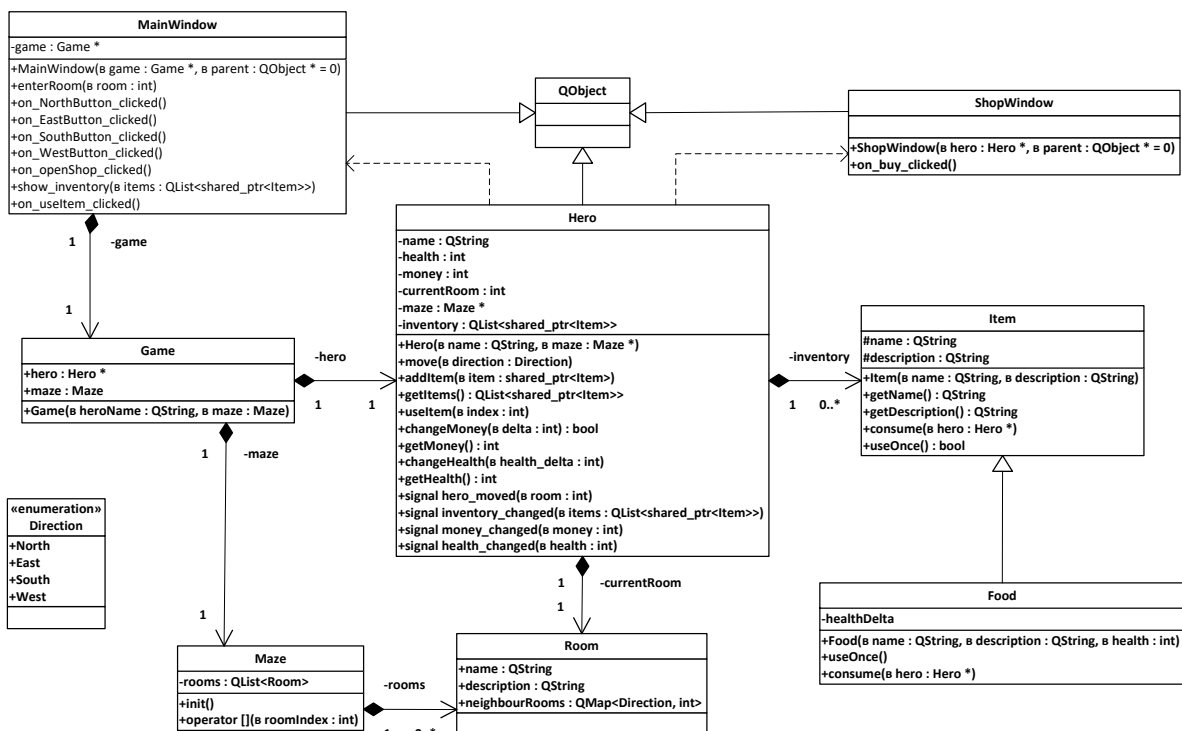 MainWindow
-game : Game *
+MainWindow(в game : Game *, в parent : QObject * = 0)
+enterRoom(в room : int)
+on_NorthButton_clicked()
+on_EastButton_clicked()
+on_SouthButton_clicked()
+on_WestButton_clicked()
+on_openShop_clicked()
+show_inventory(в items : QList<shared_ptr<Item>>)
+on_useItem_clicked()
QObject
ShopWindow
+ShopWindow(в hero : Hero *, в parent : QObject * = 0)
+on_buy_clicked()
1
-game
1
Game
+hero : Hero *
+maze : Maze
+Game(в heroName : QString, в maze : Maze)
-hero
1
1
Hero
-name : QString
-health : int
-money : int
-currentRoom : int
-maze : Maze *
-inventory : QList<shared_ptr<Item>>
+Hero(в name : QString, в maze : Maze *)
+move(в direction : Direction)
+addItem(в item : shared_ptr<Item>)
+getItems() : QList<shared_ptr<Item>>
+useItem(в index : int)
+changeMoney(в delta : int) : bool
+getMoney() : int
+changeHealth(в health_delta : int)
+getHealth() : int
+signal hero_moved(в room : int)
+signal inventory_changed(в items : QList<shared_ptr<Item>>)
+signal money_changed(в money : int)
+signal health_changed(в health : int)
-inventory
1
0..*
Item
#name : QString
#description : QString
+Item(в name : QString, в description : QString)
+getName() : QString
+getDescription() : QString
+consume(в hero : Hero *)
+useOnce() : bool
1
-maze
1
«enumeration»
Direction
+North
+East
+South
+West
1
-currentRoom
1
Food
-healthDelta
+Food(в name : QString, в description : QString, в health : int)
+useOnce()
+consume(в hero : Hero *)
Maze
-rooms : QList<Room>
+init()
+operator [](в roomIndex : int)
-rooms
1
0..*
Room
+name : QString
+description : QString
+neighbourRooms : QMap<Direction, int>